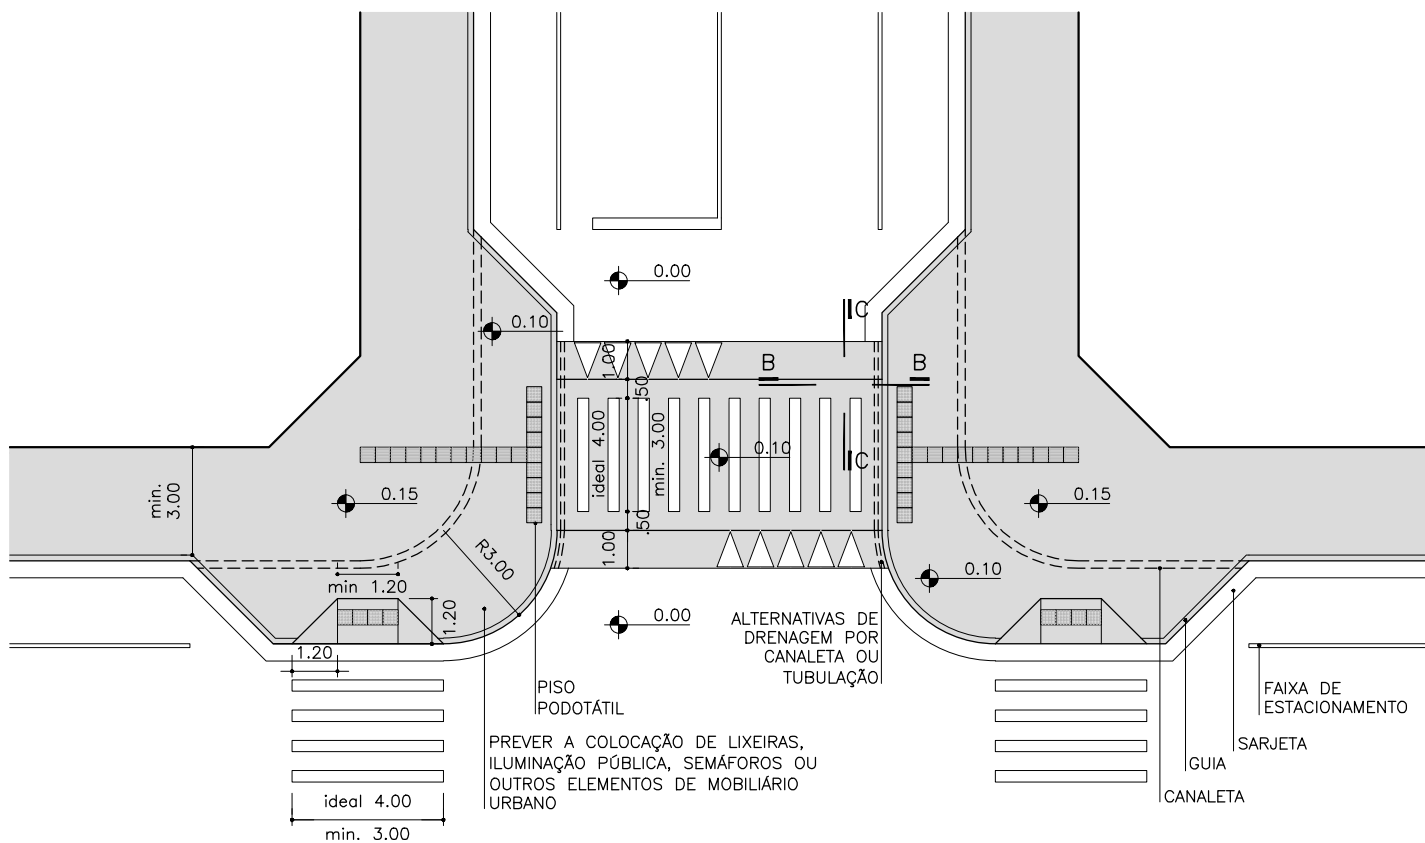 0.00
C
0.10
1.00
B
B
.50
ideal 4.00
min. 3.00
0.10
C
min.
3.00
0.15
0.15
.50
1.00
R3.00
min 1.20
0.10
1.20
0.00
1.20
ALTERNATIVAS DE
DRENAGEM POR
CANALETA OU
TUBULAÇÃO
PISO
PODOTÁTIL
FAIXA DE
ESTACIONAMENTO
PREVER A COLOCAÇÃO DE LIXEIRAS,
ILUMINAÇÃO PÚBLICA, SEMÁFOROS OU
OUTROS ELEMENTOS DE MOBILIÁRIO
URBANO
SARJETA
GUIA
CANALETA
ideal 4.00
min. 3.00